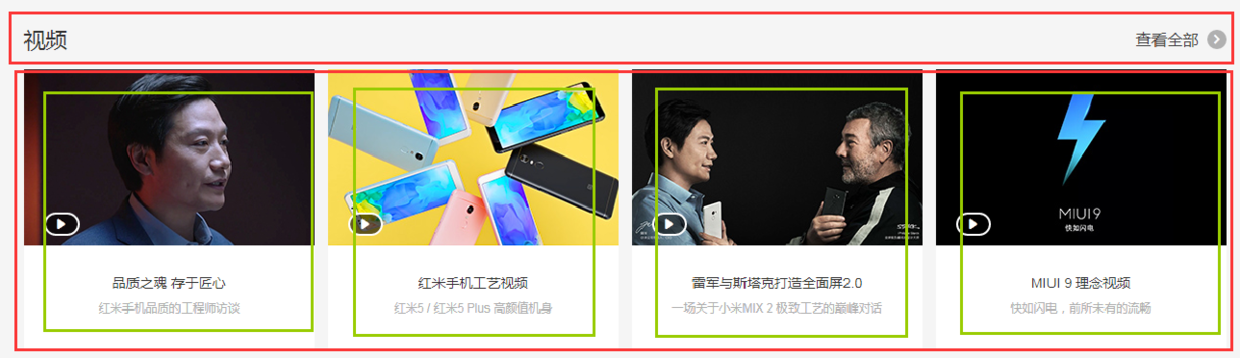 视频
查看全部
MIUI 9
快如闪电
品质之魂 存于匠心
红米手机工艺视频
雷军与斯塔克打造全面屏2.0
MIUI 9 理念视频
红米手机品质的工程师访谈
红米5 / 红米5 Plus 高颜值机身
一场关于小米MIX 2 极致工艺的巅峰对话
快如闪电，前所未有的流畅